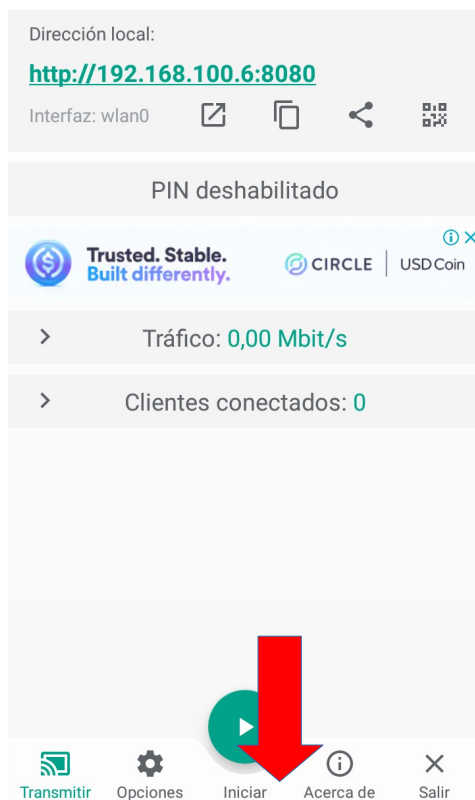 Dirección local:
http://192.168.100.6:8080
Interfaz: wlan0
PIN deshabilitado
Trusted. Stable.
Built differently.
CIRCLE
USD Coin
Tráfico: 0,00 Mbit/s
Clientes conectados: 0
Transmitir
Opciones
Iniciar
Acerca de
Salir